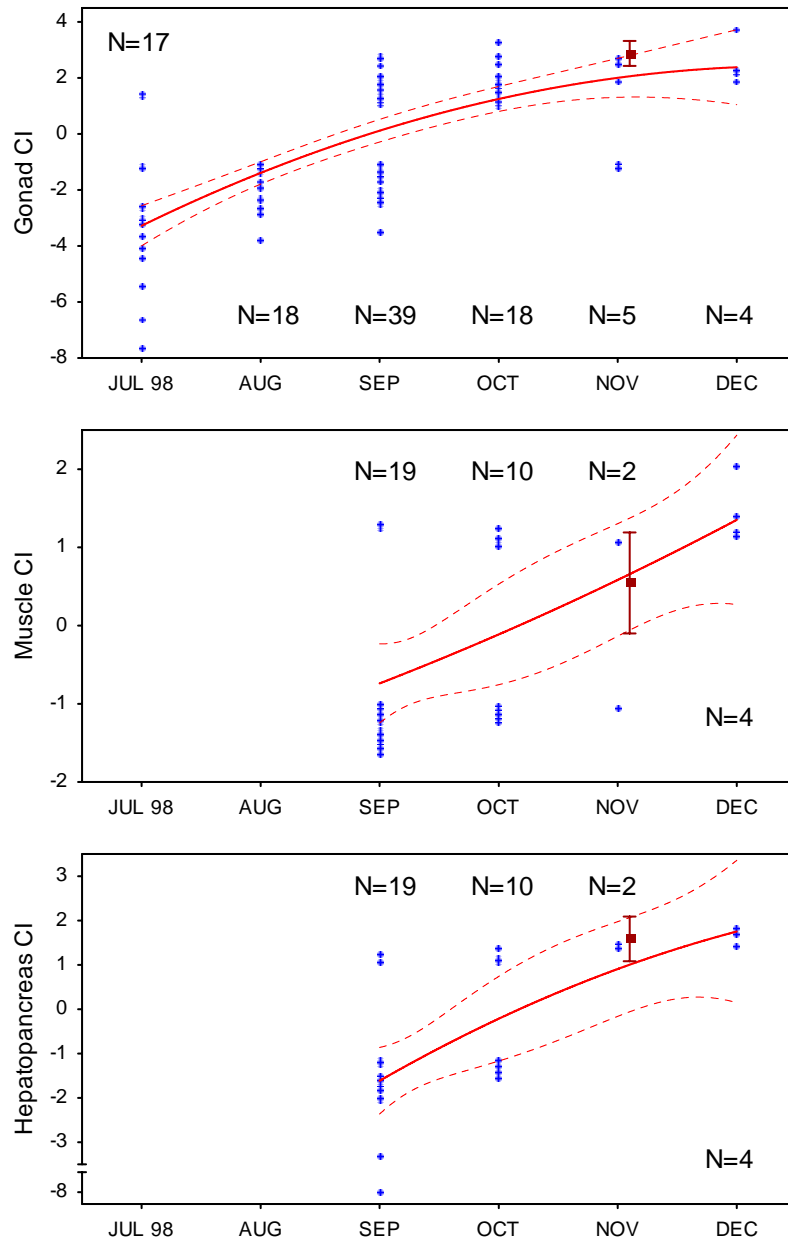 4
N=17
2
0
Gonad CI
-2
-4
-6
N=18 N=39 N=18 N=5 N=4
-8
JUL 98 AUG SEP OCT NOV DEC
N=19 N=10 N=2
2
1
Muscle CI
0
-1
N=4
-2
JUL 98 AUG SEP OCT NOV DEC
3
N=19 N=10 N=2
2
1
Hepatopancreas CI
0
-1
-2
-3
N=4
-8
JUL 98 AUG SEP OCT NOV DEC